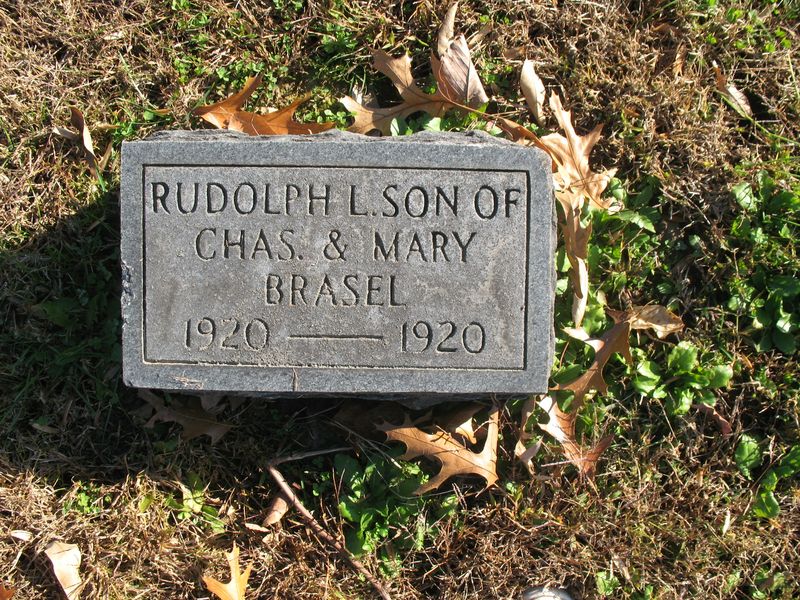 RUDOLPH L. SON OF
CHAS. & MARY
BRASEL
1920 — 1920